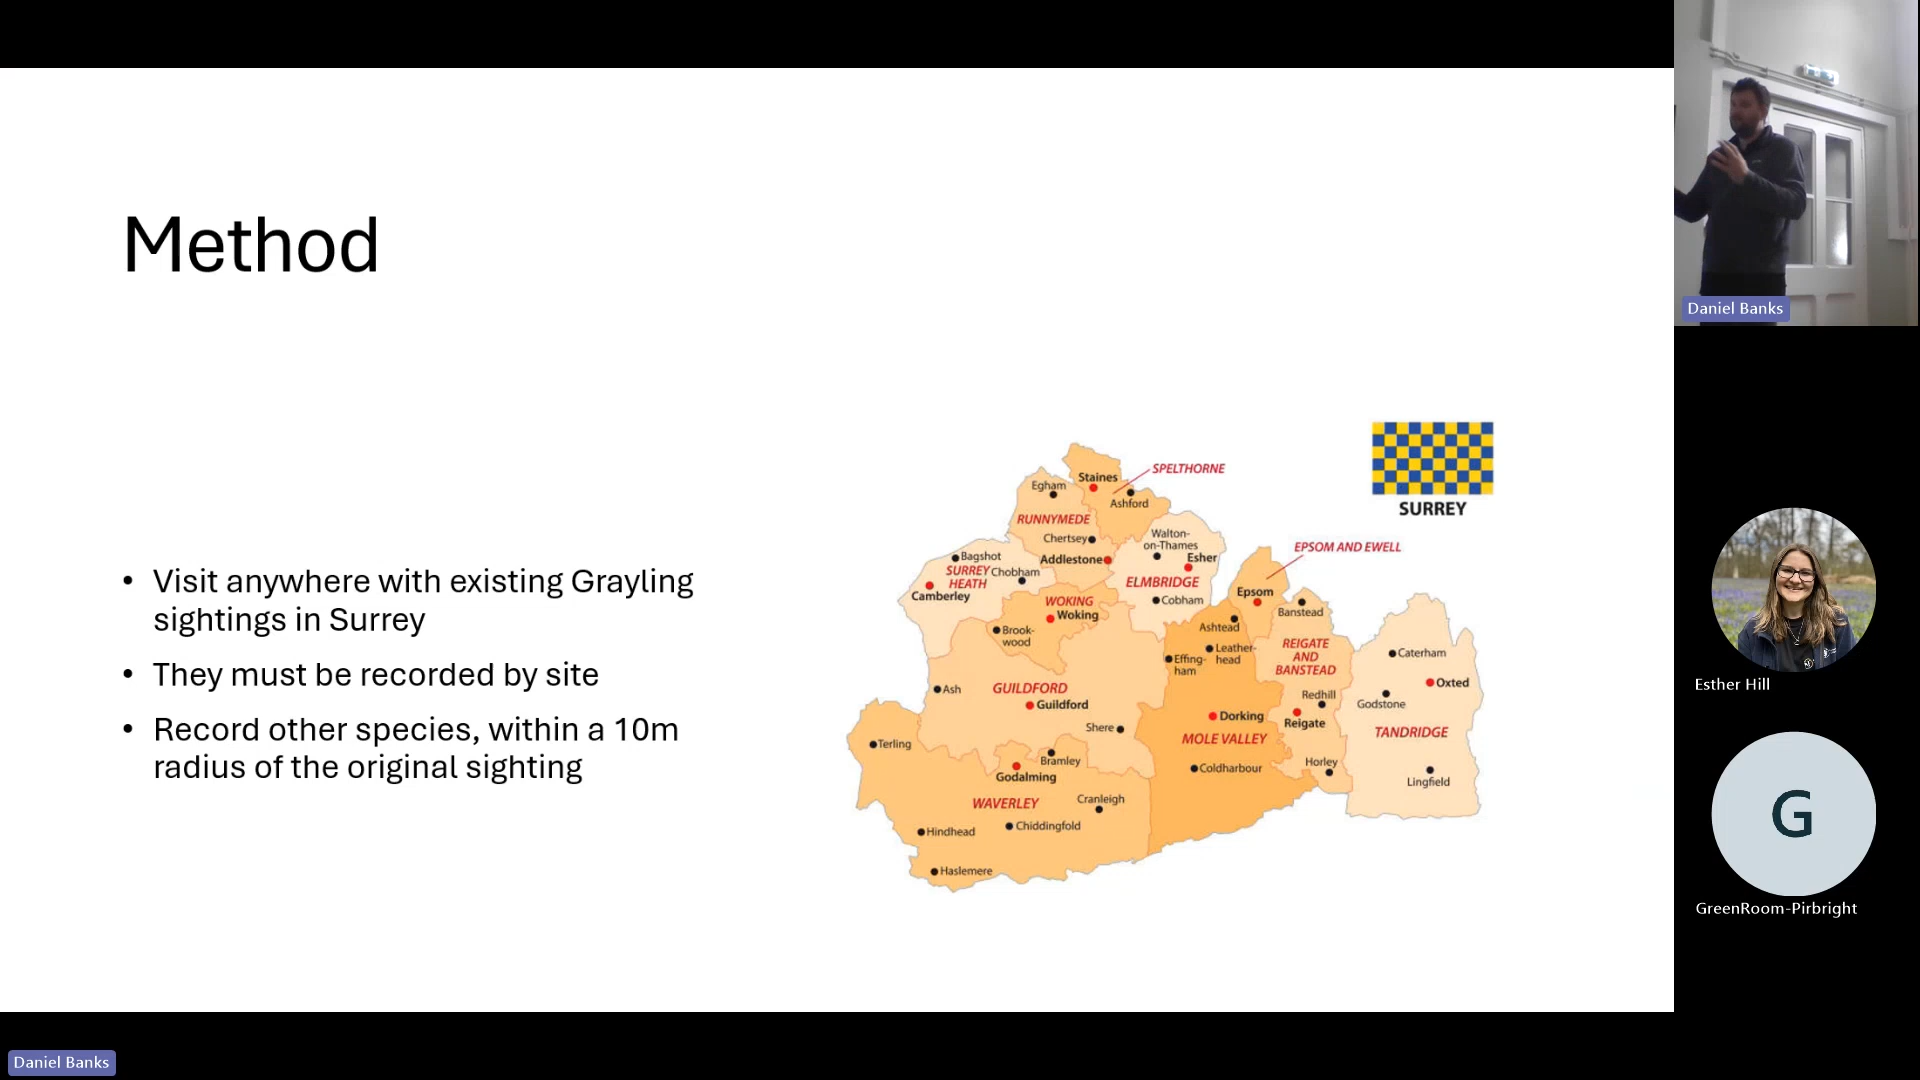 Method
• Visit anywhere with existing Grayling
sightings in Surrey
• They must be recorded by site
• Record other species, within a 10m
radius of the original sighting
SURREY
SPELTHORNE
Staines
Egham
Ashford
RUNNYMEDE
Chertsey
Walton-
on-Thames
Addlestone
Esher
EPSOM AND EWELL
Bagshot
SURREY
HEATH
Chobham
ELMBRIDGE
Camberley
WOKING
Woking
Cobham
Epsom
Banstead
Brook-
wood
Ashtead
Leather-
head
Effing-
ham
REIGATE
AND
BANSTEAD
Caterham
Ash
GUILDFORD
Guildford
Redhill
Oxted
Godstone
Shere
Dorking
Reigate
MOLE VALLEY
TANDRIDGE
Terling
Bramley
Godalming
Coldharbour
Horley
Lingfield
WAVERLEY
Cranleigh
Hindhead
Chiddingfold
Haslemere
Daniel Banks
Esther Hill
G
GreenRoom-Pirbright
Daniel Banks